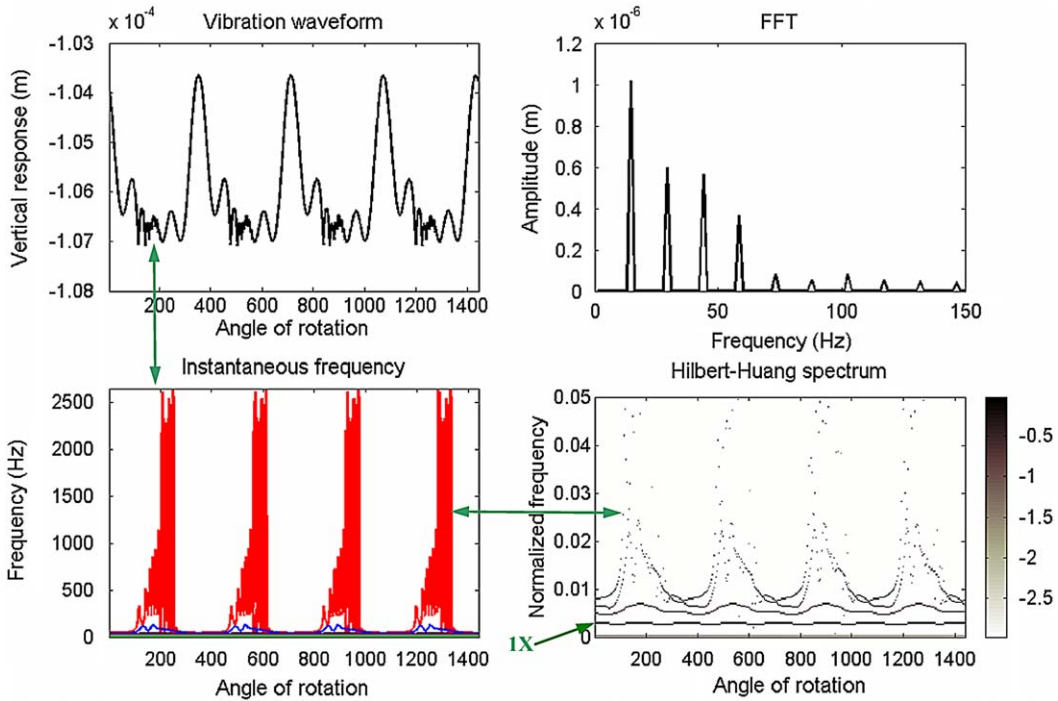 x 10⁻⁴ Vibration waveform
-1.03
-1.04
-1.05
-1.06
-1.07
-1.08
Vertical response (m)
200 400 600 800 1000 1200 1400
Angle of rotation
x 10⁻⁶ FFT
1.2
1
0.8
0.6
0.4
0.2
0
Amplitude (m)
0 50 100 150
Frequency (Hz)
Instantaneous frequency
2500
2000
1500
1000
500
0
Frequency (Hz)
200 400 600 800 1000 1200 1400
Angle of rotation
Hilbert-Huang spectrum
0.05
0.04
0.03
0.02
0.01
0
Normalized frequency
1X
200 400 600 800 1000 1200 1400
Angle of rotation
-0.5
-1
-1.5
-2
-2.5